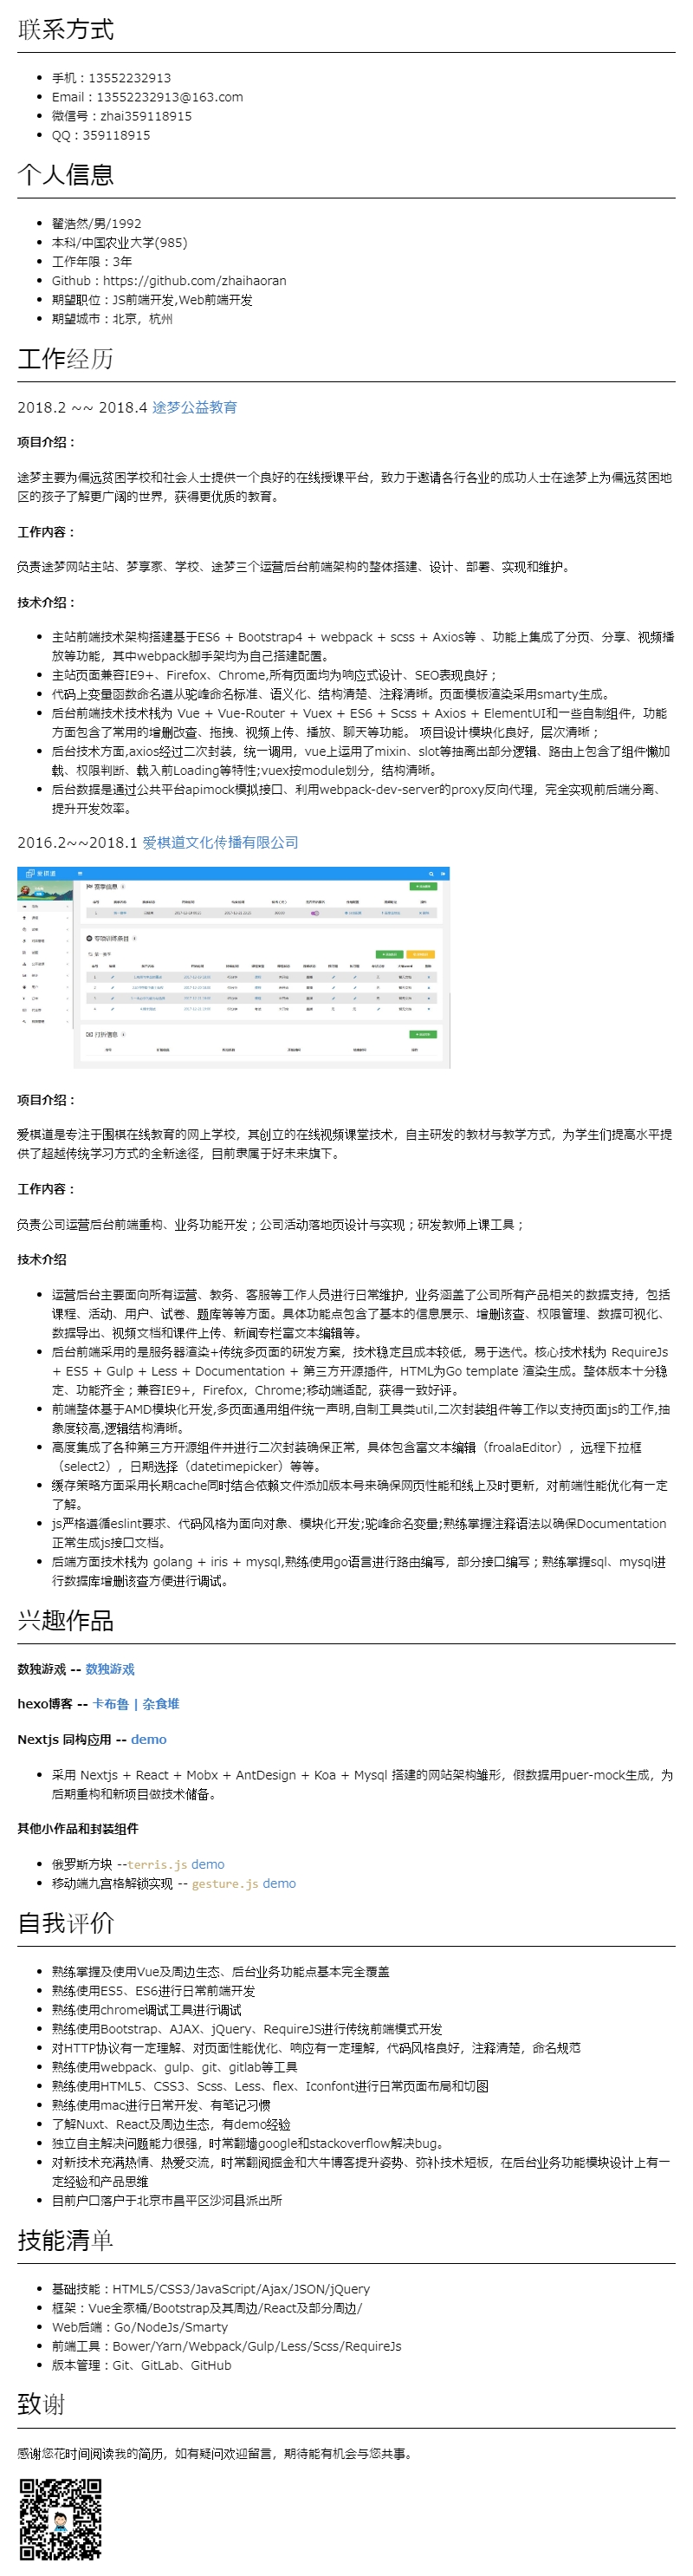 联系方式
手机：13552232913
Email：13552232913@163.com
微信号：zhai359118915
QQ：359118915
个人信息
翟浩然/男/1992
本科/中国农业大学(985)
工作年限：3年
Github：https://github.com/zhaihaoran
期望职位：JS前端开发,Web前端开发
期望城市：北京，杭州
工作经历
2018.2 ~~ 2018.4 途梦公益教育
项目介绍：
途梦主要为偏远贫困学校和社会人士提供一个良好的在线授课平台，致力于邀请各行各业的成功人士在途梦上为偏远贫困地
区的孩子了解更广阔的世界，获得更优质的教育。
工作内容：
负责途梦网站主站、梦享家、学校、途梦三个运营后台前端架构的整体搭建、设计、部署、实现和维护。
技术介绍：
主站前端技术架构搭建基于ES6 + Bootstrap4 + webpack + scss + Axios等 、功能上集成了分页、分享、视频播
放等功能，其中webpack脚手架均为自己搭建配置。
主站页面兼容IE9+、Firefox、Chrome,所有页面均为响应式设计、SEO表现良好；
代码上变量函数命名遵从驼峰命名标准、语义化、结构清楚、注释清晰。页面模板渲染采用smarty生成。
后台前端技术技术栈为 Vue + Vue-Router + Vuex + ES6 + Scss + Axios + ElementUI和一些自制组件，功能
方面包含了常用的增删改查、拖拽、视频上传、播放、聊天等功能。 项目设计模块化良好，层次清晰；
后台技术方面,axios经过二次封装，统一调用，vue上运用了mixin、slot等抽离出部分逻辑、路由上包含了组件懒加
载、权限判断、载入前Loading等特性;vuex按module划分，结构清晰。
后台数据是通过公共平台apimock模拟接口、利用webpack-dev-server的proxy反向代理，完全实现前后端分离、
提升开发效率。
2016.2~~2018.1 爱棋道文化传播有限公司
爱棋道
答季信息
专项训练条目
打折信息
项目介绍：
爱棋道是专注于围棋在线教育的网上学校，其创立的在线视频课堂技术，自主研发的教材与教学方式，为学生们提高水平提
供了超越传统学习方式的全新途径，目前隶属于好未来旗下。
工作内容：
负责公司运营后台前端重构、业务功能开发；公司活动落地页设计与实现；研发教师上课工具；
技术介绍
运营后台主要面向所有运营、教务、客服等工作人员进行日常维护，业务涵盖了公司所有产品相关的数据支持，包括
课程、活动、用户、试卷、题库等等方面。具体功能点包含了基本的信息展示、增删该查、权限管理、数据可视化、
数据导出、视频文档和课件上传、新闻专栏富文本编辑等。
后台前端采用的是服务器渲染+传统多页面的研发方案，技术稳定且成本较低，易于迭代。核心技术栈为 RequireJs
+ ES5 + Gulp + Less + Documentation + 第三方开源插件，HTML为Go template 渲染生成。整体版本十分稳
定、功能齐全；兼容IE9+，Firefox，Chrome;移动端适配，获得一致好评。
前端整体基于AMD模块化开发,多页面通用组件统一声明,自制工具类util,二次封装组件等工作以支持页面js的工作,抽
象度较高,逻辑结构清晰。
高度集成了各种第三方开源组件并进行二次封装确保正常，具体包含富文本编辑（froalaEditor），远程下拉框
（select2），日期选择（datetimepicker）等等。
缓存策略方面采用长期cache同时结合依赖文件添加版本号来确保网页性能和线上及时更新，对前端性能优化有一定
了解。
js严格遵循eslint要求、代码风格为面向对象、模块化开发;驼峰命名变量;熟练掌握注释语法以确保Documentation
正常生成js接口文档。
后端方面技术栈为 golang + iris + mysql,熟练使用go语言进行路由编写，部分接口编写；熟练掌握sql、mysql进
行数据库增删该查方便进行调试。
兴趣作品
数独游戏 -- 数独游戏
hexo博客 -- 卡布鲁 | 杂食堆
Nextjs 同构应用 -- demo
采用 Nextjs + React + Mobx + AntDesign + Koa + Mysql 搭建的网站架构雏形，假数据用puer-mock生成，为
后期重构和新项目做技术储备。
其他小作品和封装组件
俄罗斯方块 --terris.js demo
移动端九宫格解锁实现 -- gesture.js demo
自我评价
熟练掌握及使用Vue及周边生态、后台业务功能点基本完全覆盖
熟练使用ES5、ES6进行日常前端开发
熟练使用chrome调试工具进行调试
熟练使用Bootstrap、AJAX、jQuery、RequireJS进行传统前端模式开发
对HTTP协议有一定理解、对页面性能优化、响应有一定理解，代码风格良好，注释清楚，命名规范
熟练使用webpack、gulp、git、gitlab等工具
熟练使用HTML5、CSS3、Scss、Less、flex、Iconfont进行日常页面布局和切图
熟练使用mac进行日常开发、有笔记习惯
了解Nuxt、React及周边生态，有demo经验
独立自主解决问题能力很强，时常翻墙google和stackoverflow解决bug。
对新技术充满热情、热爱交流，时常翻阅掘金和大牛博客提升姿势、弥补技术短板，在后台业务功能模块设计上有一
定经验和产品思维
目前户口落户于北京市昌平区沙河县派出所
技能清单
基础技能：HTML5/CSS3/JavaScript/Ajax/JSON/jQuery
框架：Vue全家桶/Bootstrap及其周边/React及部分周边/
Web后端：Go/NodeJs/Smarty
前端工具：Bower/Yarn/Webpack/Gulp/Less/Scss/RequireJs
版本管理：Git、GitLab、GitHub
致谢
感谢您花时间阅读我的简历，如有疑问欢迎留言，期待能有机会与您共事。